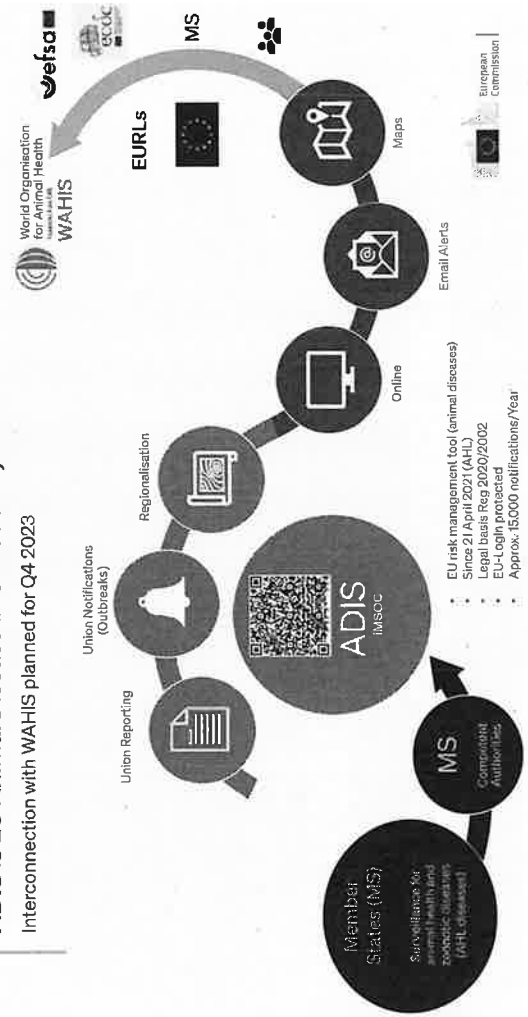 Interconnection with WAHIS planned for Q4 2023
World Organisation
for Animal Health
WAHIS
efsa
ecdc
MS
EURLs
European
Commission
Union Reporting
Union Notifications
(Outbreaks)
Regionalisation
Online
Email Alerts
Maps
ADIS
iMSOC
Member
States (MS)
Surveillance for
animal health and
zoonotic diseases
(AHL diseases)
MS
Competent
Authorities
• EU risk management tool (animal diseases)
• Since 21 April 2021 (AHL)
• Legal basis Reg 2020/2002
• EU-Login protected
• Approx. 15,000 notifications/Year